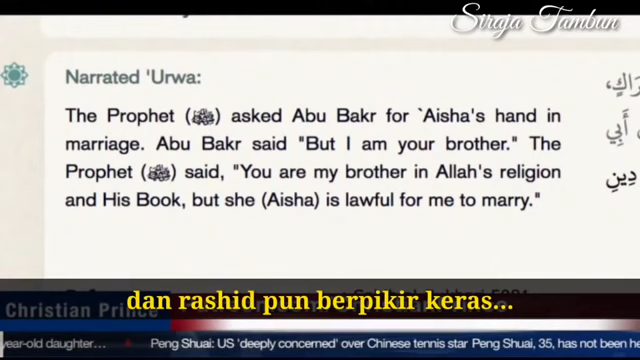 Siraja Tambun
Narrated 'Urwa:
The Prophet (ﷺ) asked Abu Bakr for `Aisha's hand in
marriage. Abu Bakr said "But I am your brother." The
Prophet (ﷺ) said, "You are my brother in Allah's religion
and His Book, but she (Aisha) is lawful for me to marry."
أَبِي
دِينِ
dan rashid pun berpikir keras...
Christian Prince
year-old daughter... Peng Shuai: US 'deeply concerned' over Chinese tennis star Peng Shuai, 35, has not been he